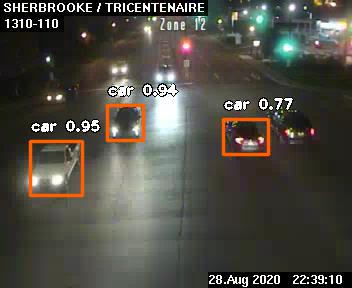 SHERBROOKE / TRICENTENAIRE
1310-110
Zone 12
car 0.94
car 0.77
car 0.95
28.Aug 2020 22:39:10